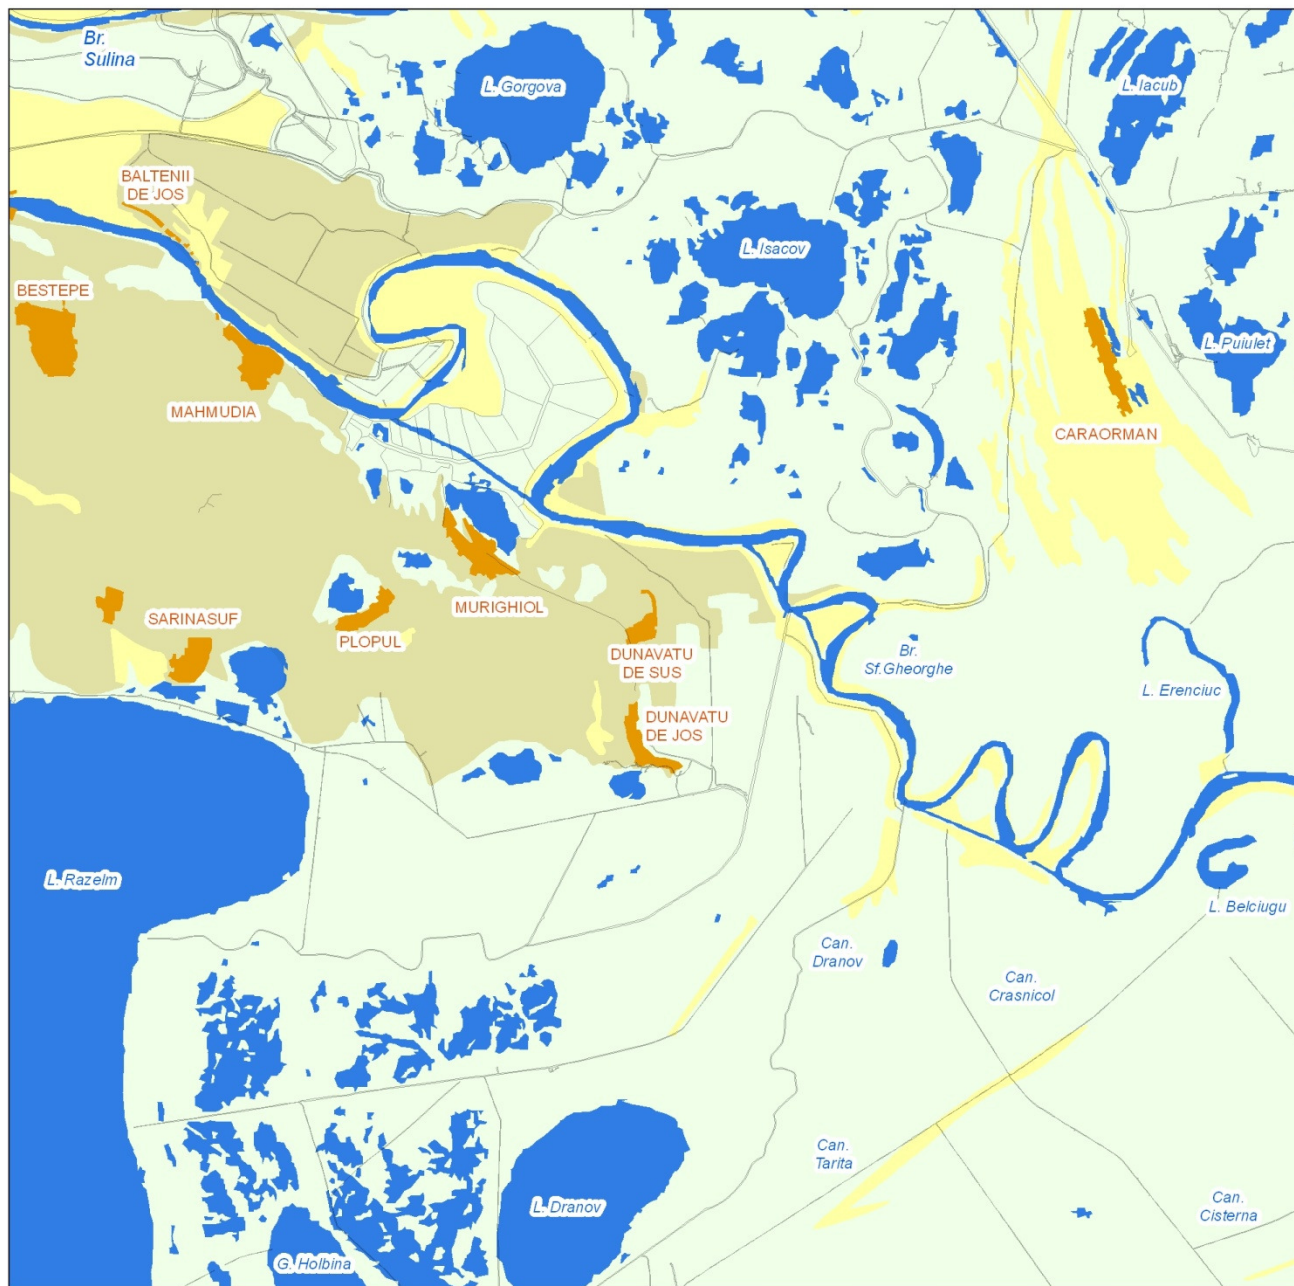 Br.
Sulina
L. Gorgova
L. Iacub
BALTENII
DE JOS
L. Isacov
BESTEPE
L. Puiulet
MAHMUDIA
CARAORMAN
SARINASUF
MURIGHIOL
PLOPUL
DUNAVATU
DE SUS
Br.
Sf.Gheorghe
L. Erenciuc
DUNAVATU
DE JOS
L. Razelm
L. Belciugu
Can.
Dranov
Can.
Crasnicol
Can.
Tarita
L. Dranov
Can.
Cisterna
G. Holbina